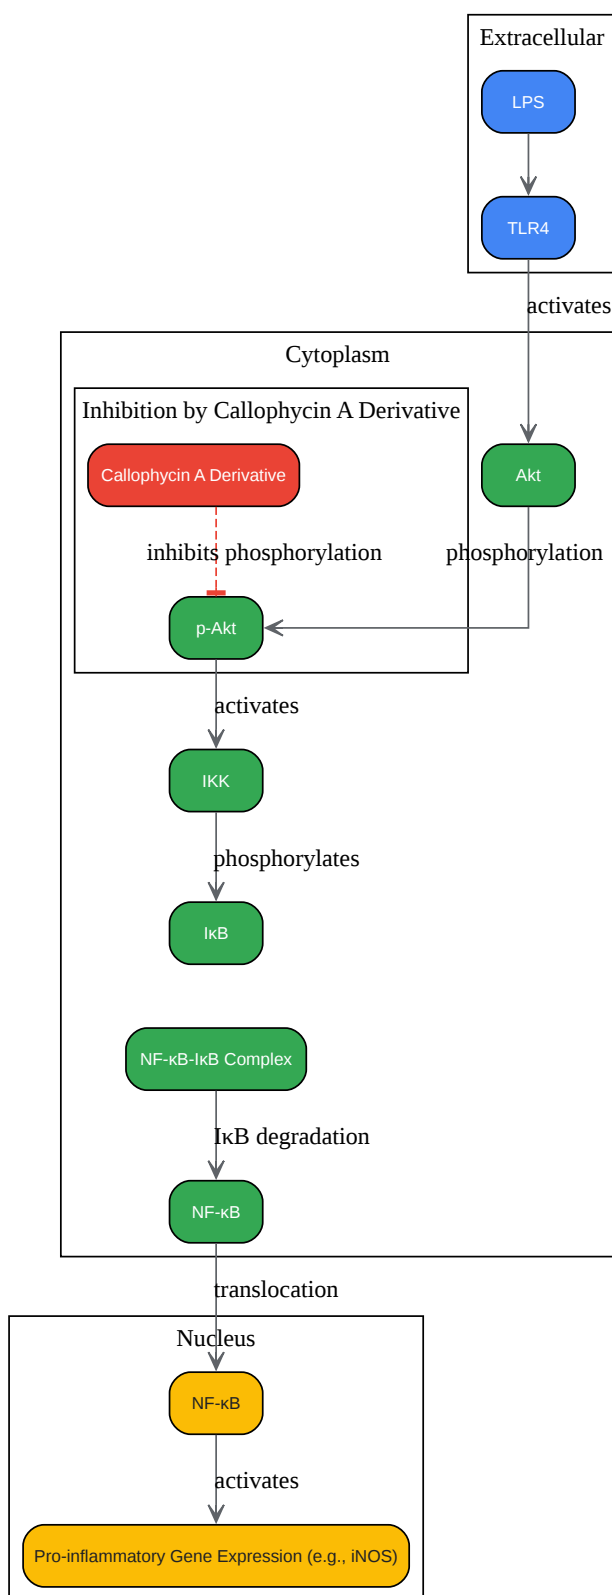 Extracellular
LPS
TLR4
activates
Cytoplasm
Inhibition by Callophycin A Derivative
Callophycin A Derivative
Akt
inhibits phosphorylation
phosphorylation
p-Akt
activates
IKK
phosphorylates
IκB
NF-κB-IκB Complex
IκB degradation
NF-κB
translocation
Nucleus
NF-κB
activates
Pro-inflammatory Gene Expression (e.g., iNOS)